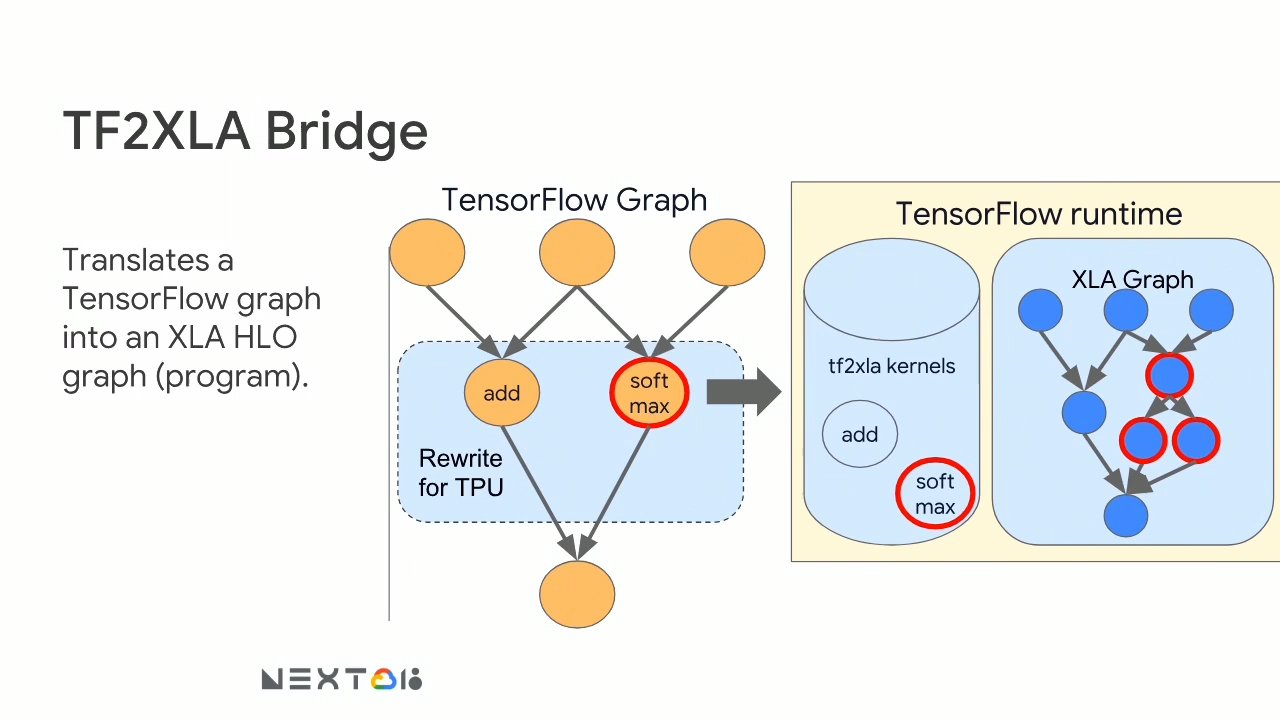 TF2XLA Bridge
Translates a
TensorFlow graph
into an XLA HLO
graph (program).
TensorFlow Graph
add
soft
max
Rewrite
for TPU
TensorFlow runtime
tf2xla kernels
add
soft
max
XLA Graph
NEXT 18